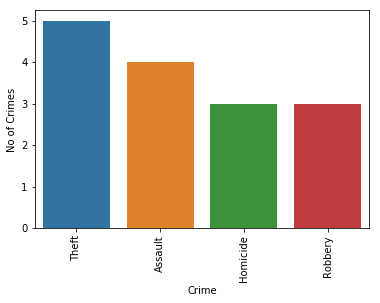 5
4
3
2
1
0
No of Crimes
Theft
Assault
Homicide
Robbery
Crime